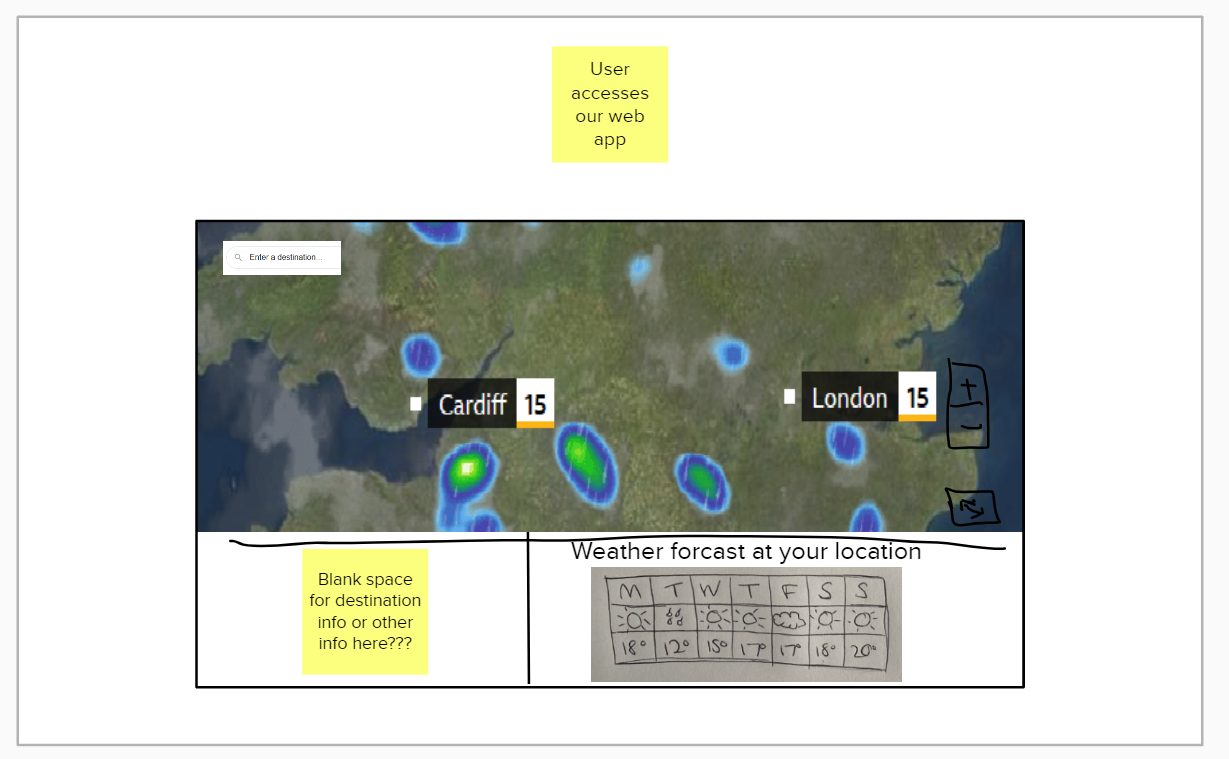 User
accesses
our web
app
Enter a destination...
Cardiff 15
London 15
+
−
Weather forcast at your location
Blank space
for destination
info or other
info here???
M T W T F S S
18° 12° 15° 17° 17° 18° 20°